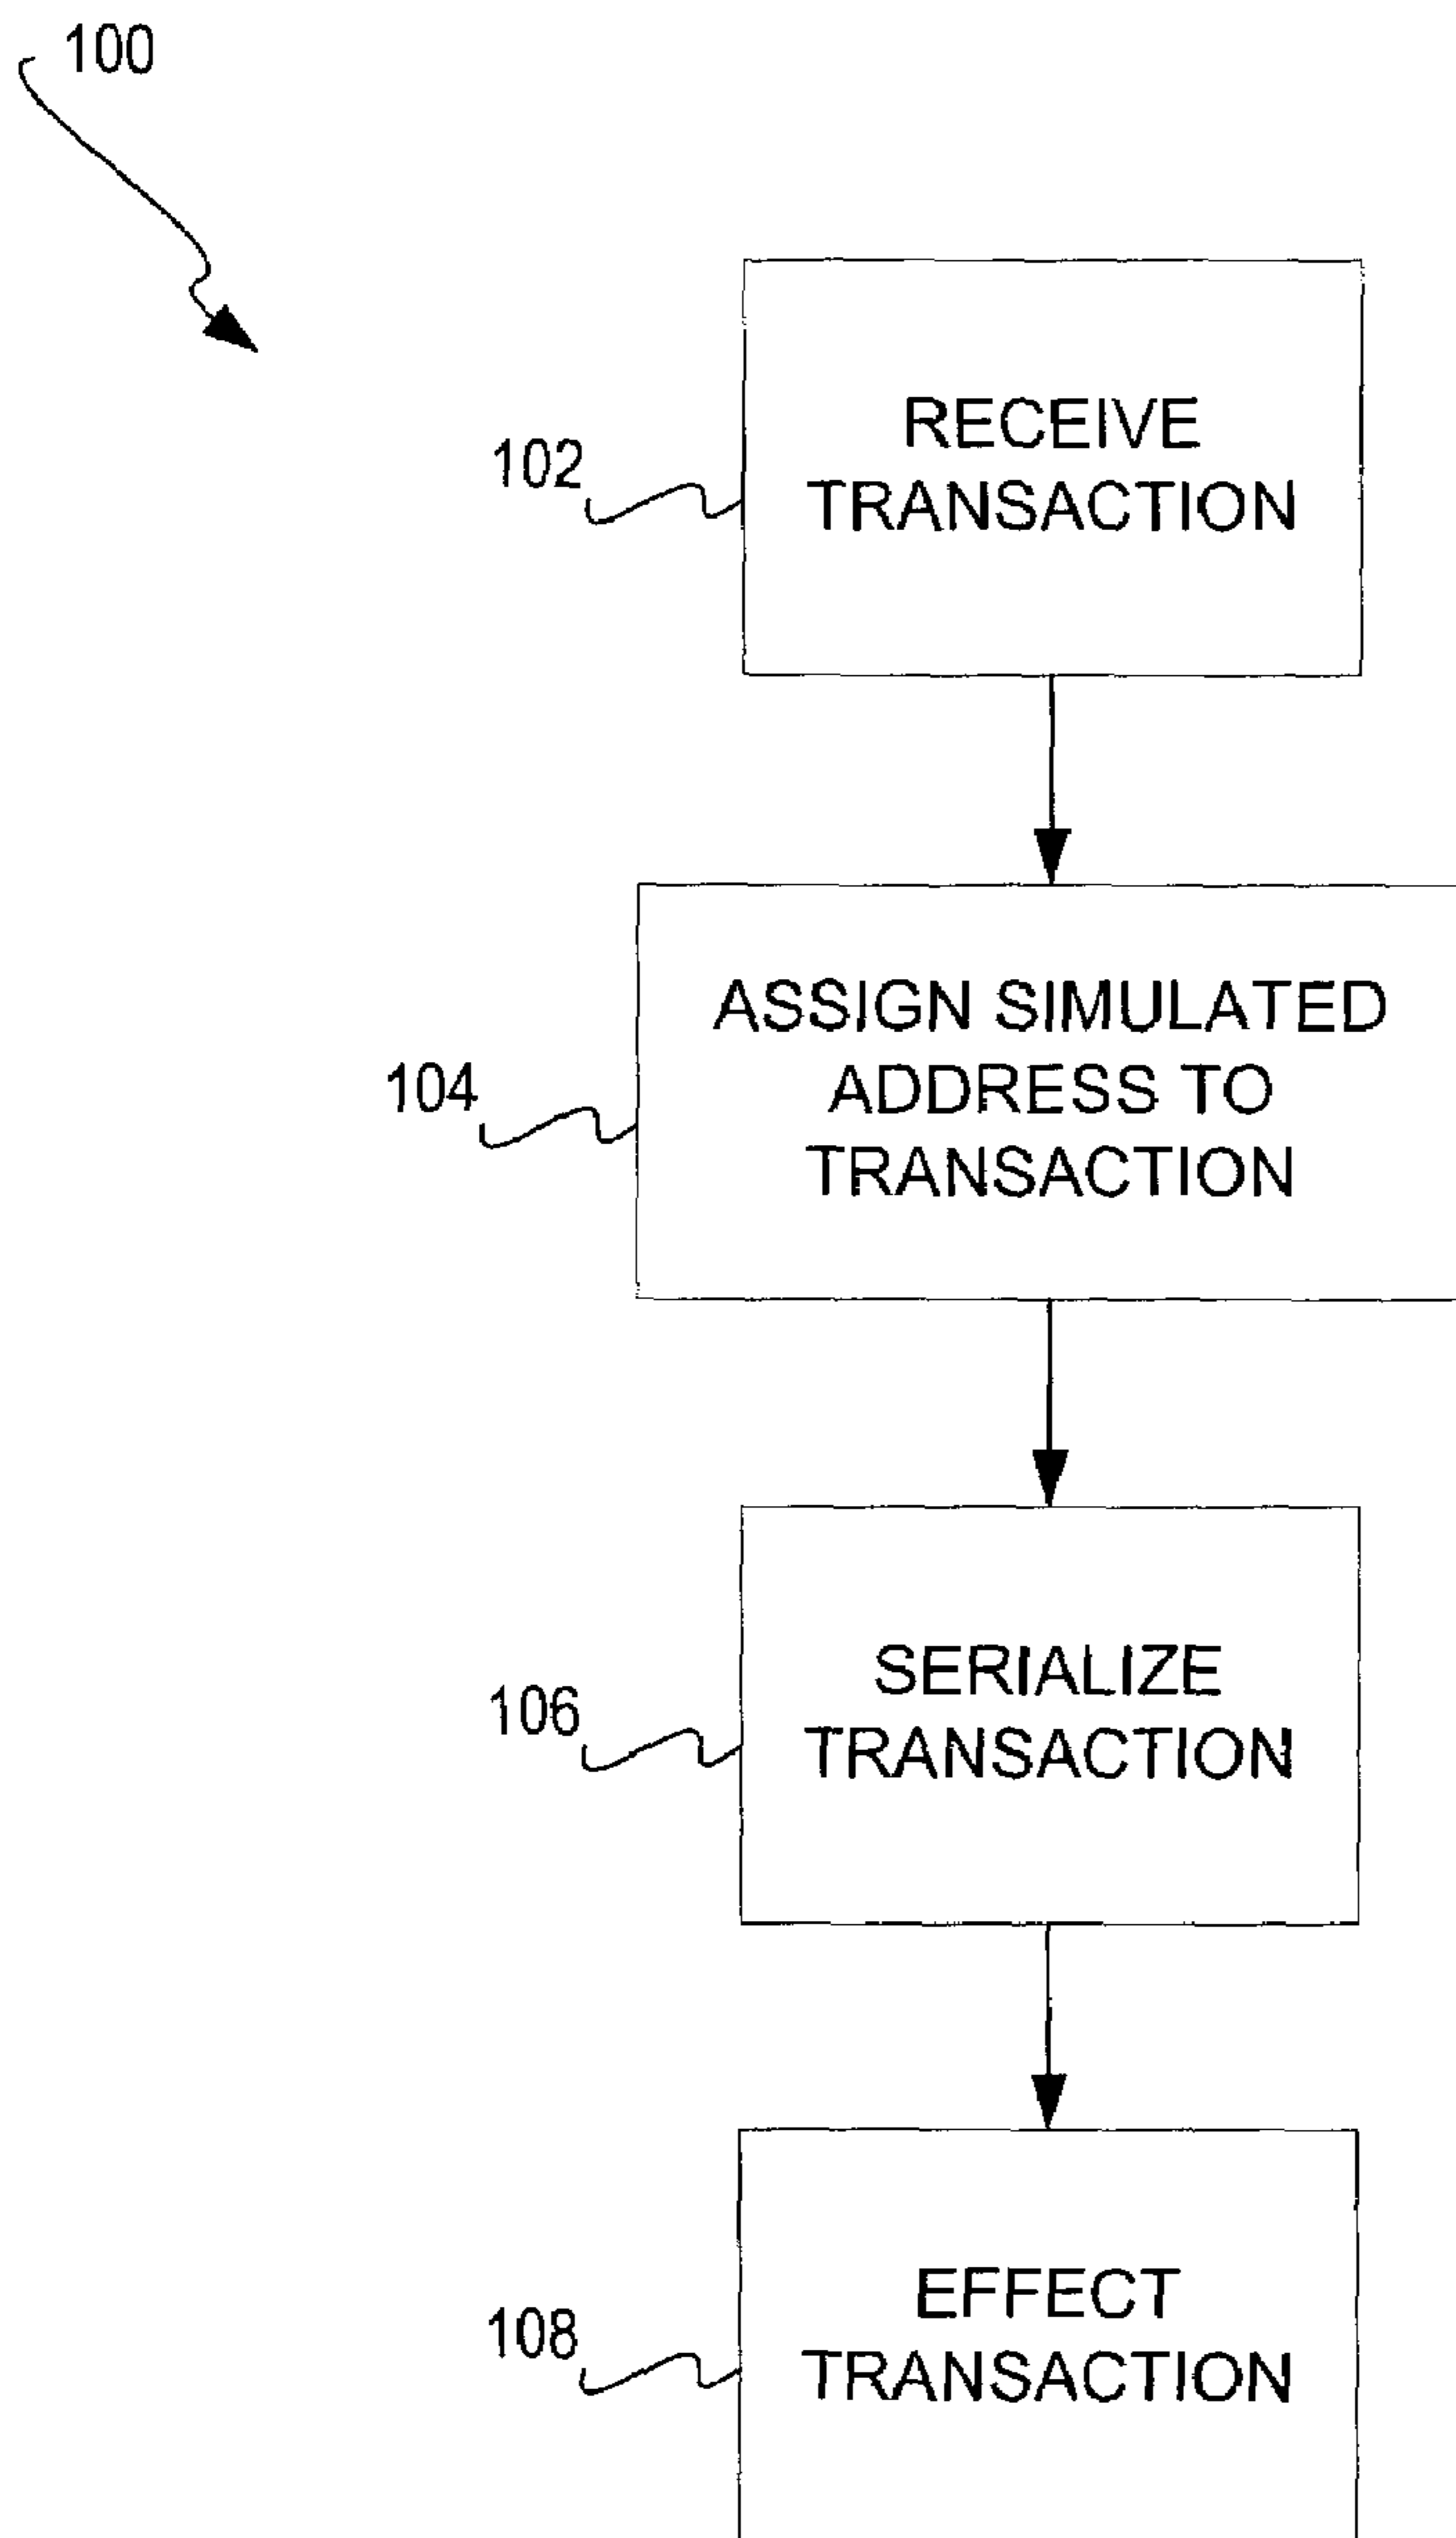 100
RECEIVE
102
TRANSACTION
ASSIGN SIMULATED
104
ADDRESS TO
TRANSACTION
SERIALIZE
106
TRANSACTION
EFFECT
108
TRANSACTION